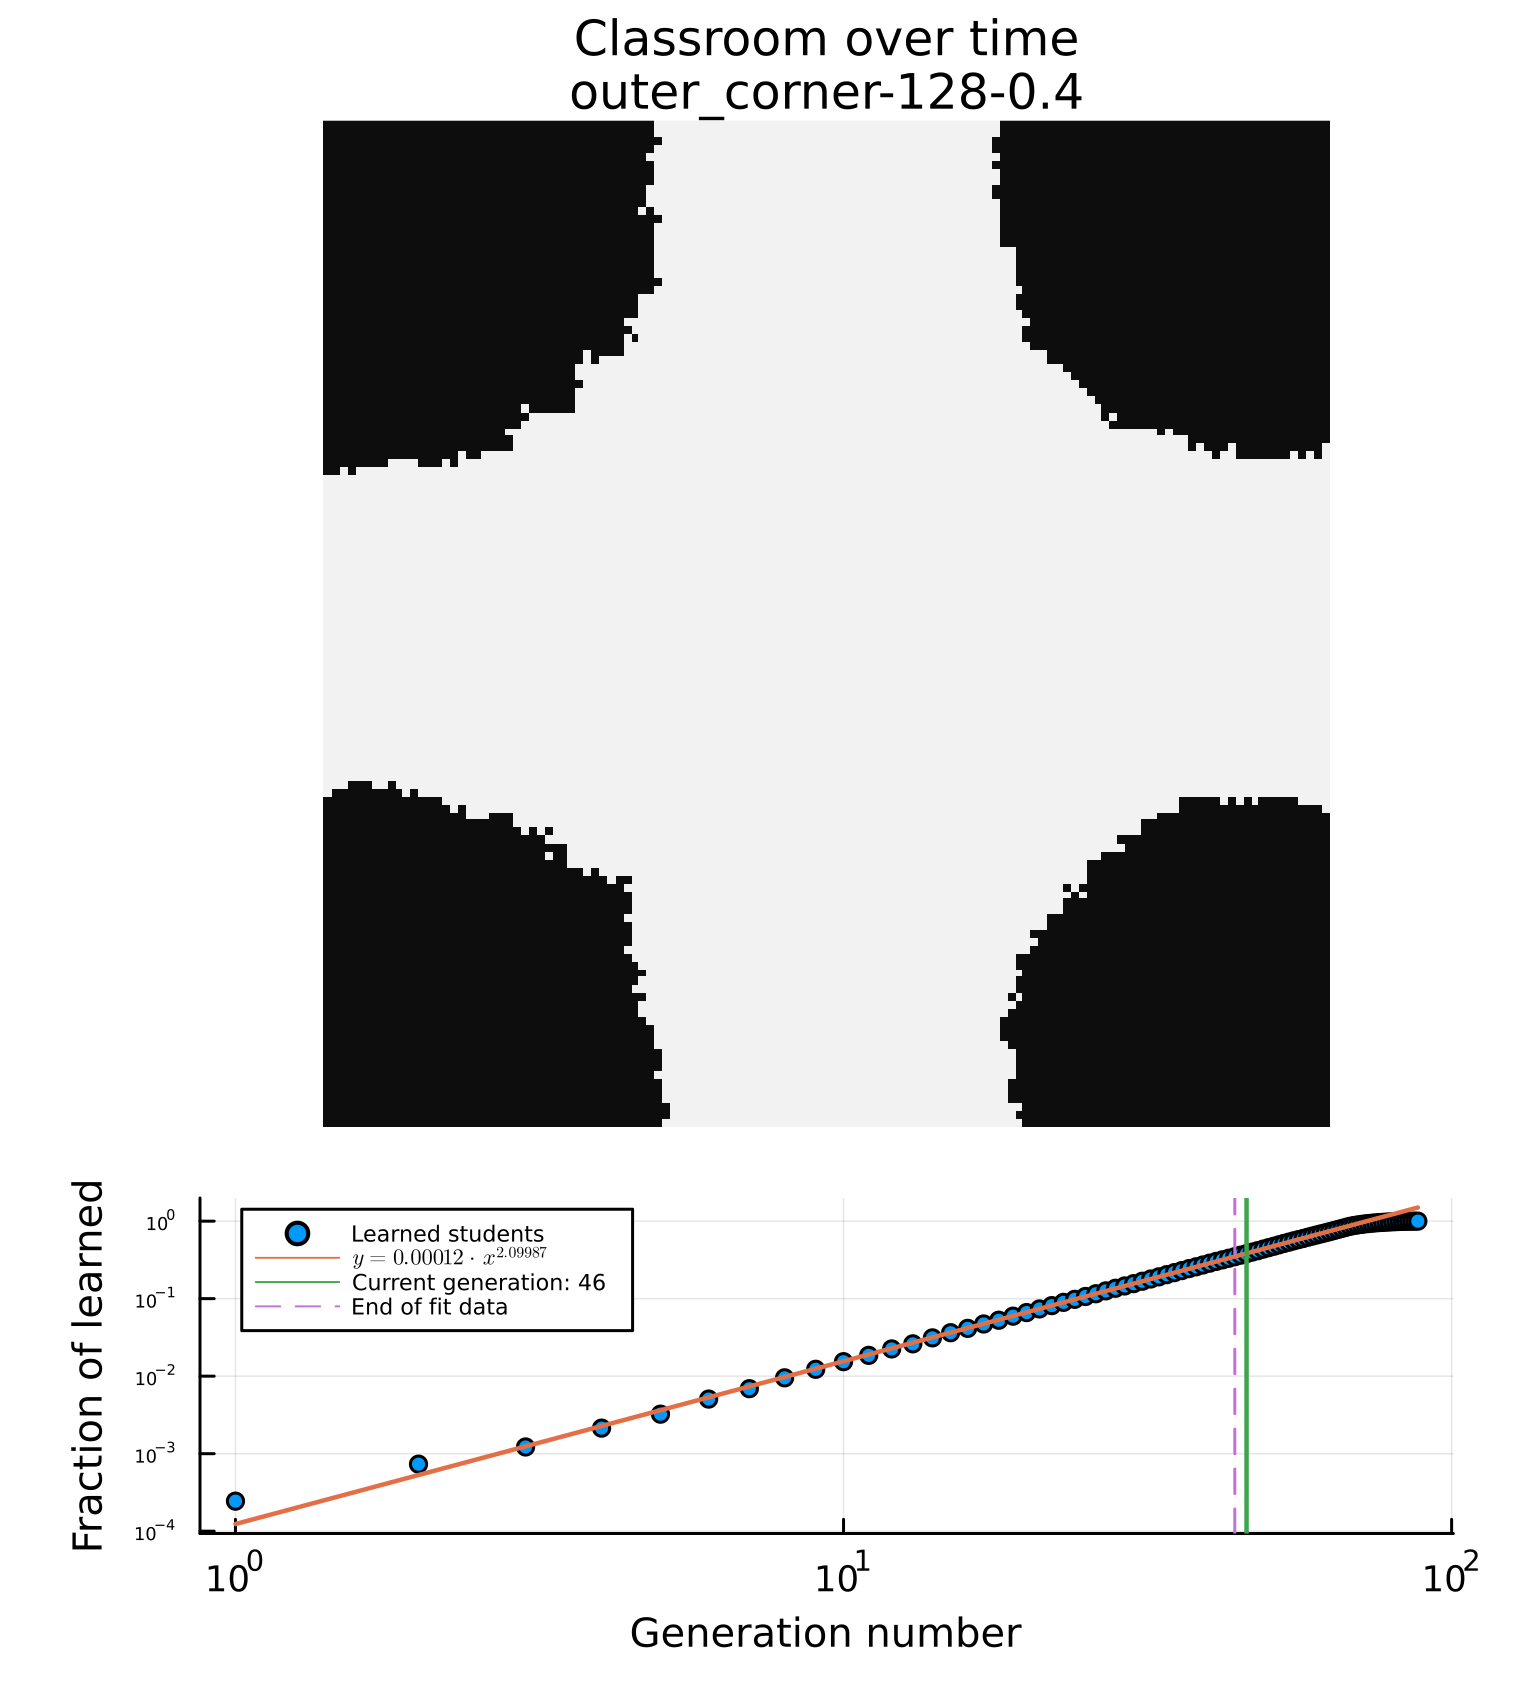 Classroom over time
outer_corner-128-0.4
Fraction of learned
10^0
10^-1
10^-2
10^-3
10^-4
Learned students
y = 0.00012 · x^2.09987
Current generation: 46
End of fit data
10^0 10^1 10^2
Generation number